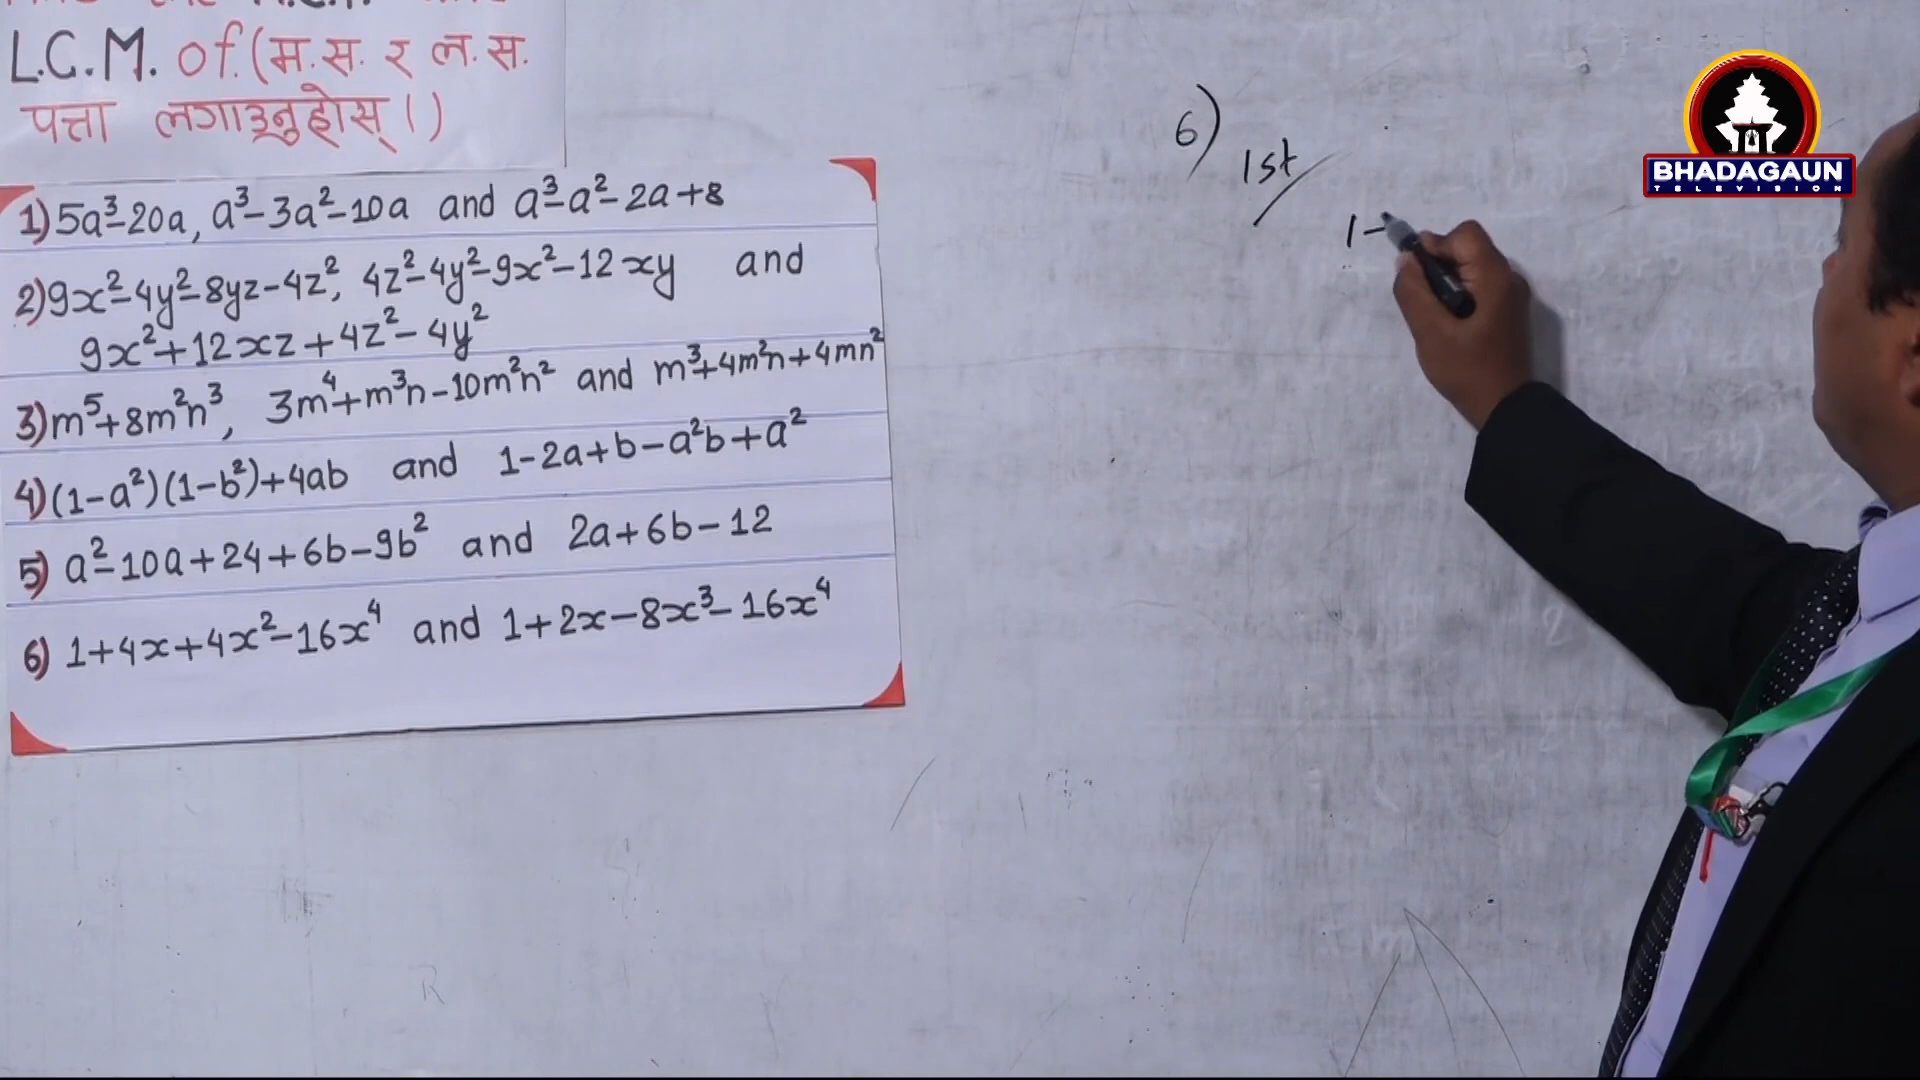 L.C.M. of (म.स. र ल.स.
पत्ता लगाउनुहोस् ।)
1) 5a³-20a, a³-3a²-10a and a³-a²-2a+8
2) 9x²-4y²-8yz-4z², 4z²-4y²-9x²-12xy and
9x²+12xz+4z²-4y²
3) m⁵+8m²n³, 3m⁴+m³n-10m²n² and m³+4m²n+4mn²
4) (1-a²)(1-b²)+4ab and 1-2a+b-a²b+a²
5) a²-10a+24+6b-9b² and 2a+6b-12
6) 1+4x+4x²-16x⁴ and 1+2x-8x³-16x⁴
6)
1st
1-
BHADAGAUN
TELEVISION